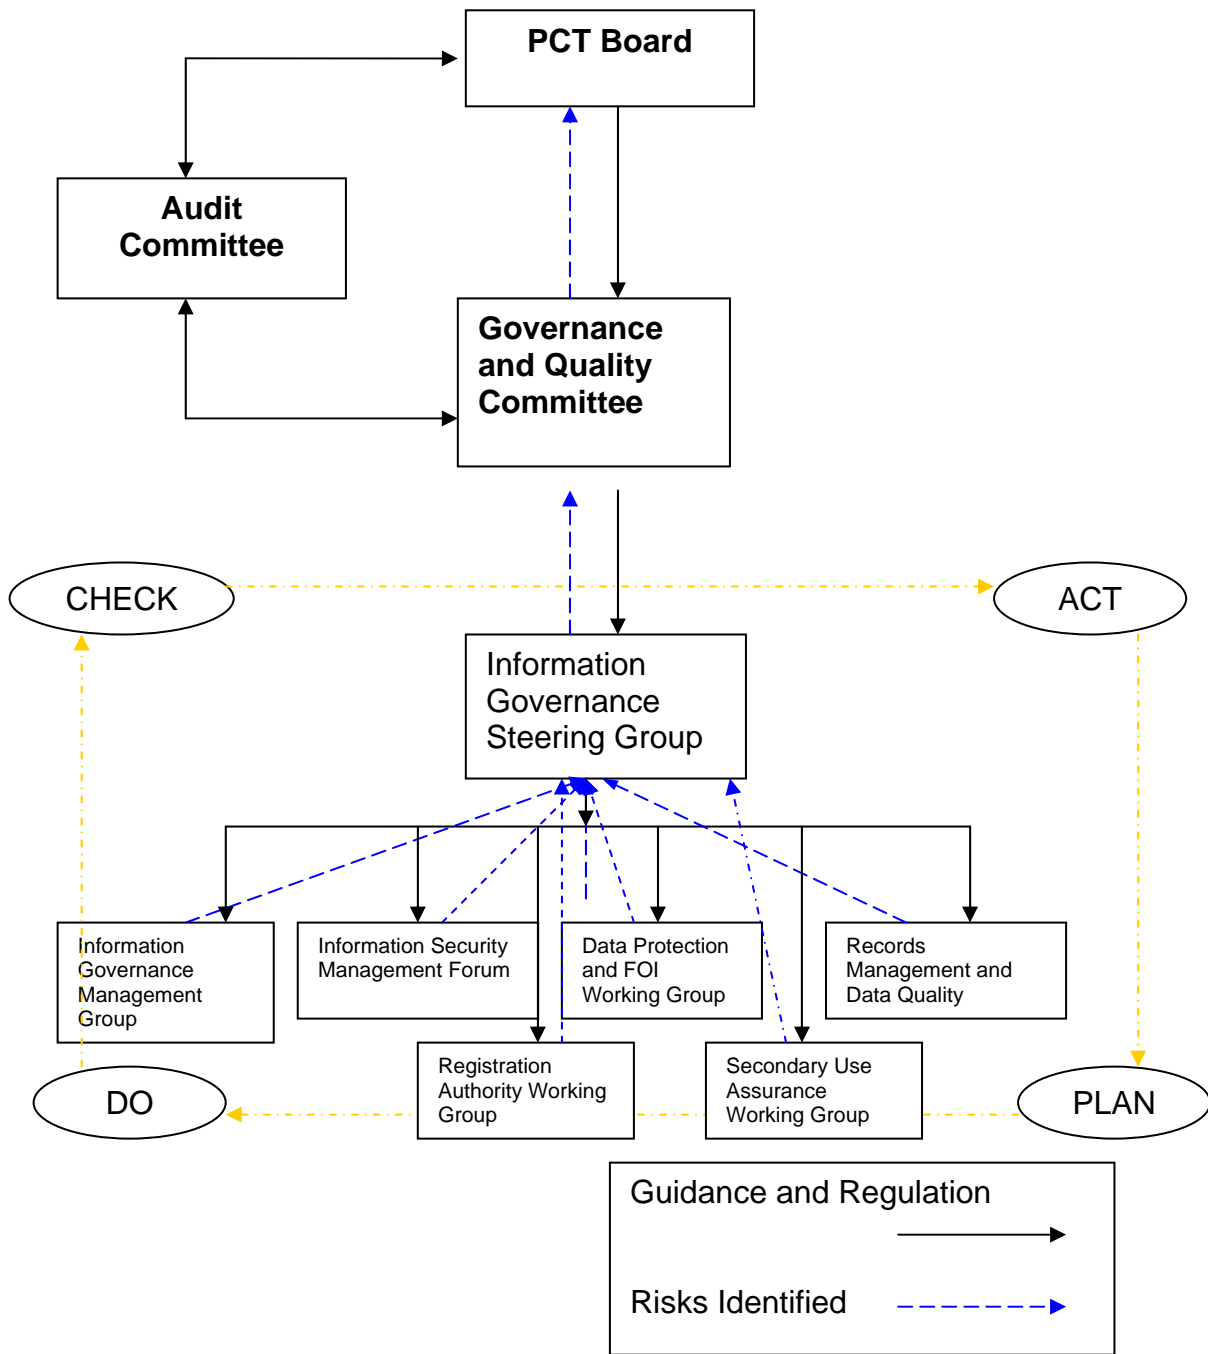 PCT Board
Audit
Committee
Governance
and Quality
Committee
CHECK
ACT
Information
Governance
Steering Group
Information
Governance
Management
Group
Information Security
Management Forum
Data Protection
and FOI
Working Group
Records
Management and
Data Quality
Registration
Authority Working
Group
Secondary Use
Assurance
Working Group
DO
PLAN
Guidance and Regulation
Risks Identified